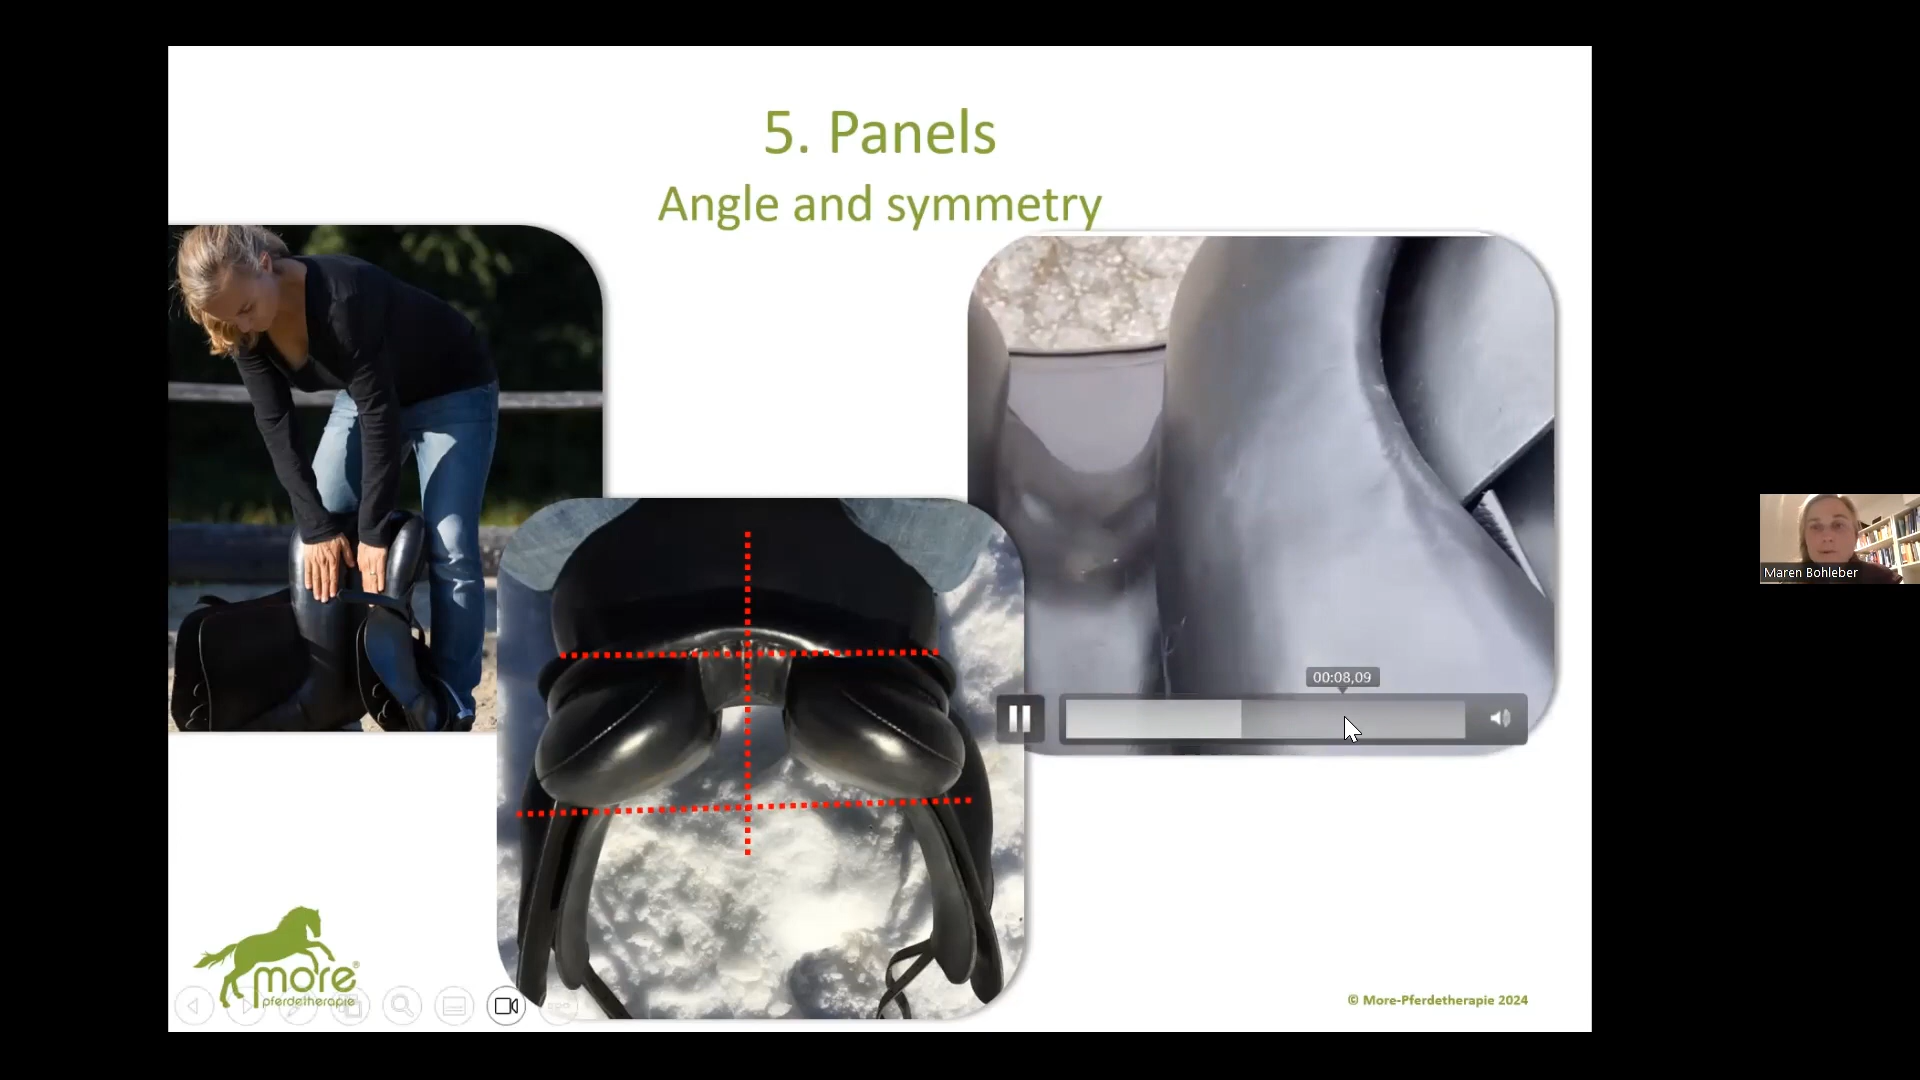 5. Panels
Angle and symmetry
00:08,09
Maren Bohleber
more®
pferdetherapie
© More-Pferdetherapie 2024